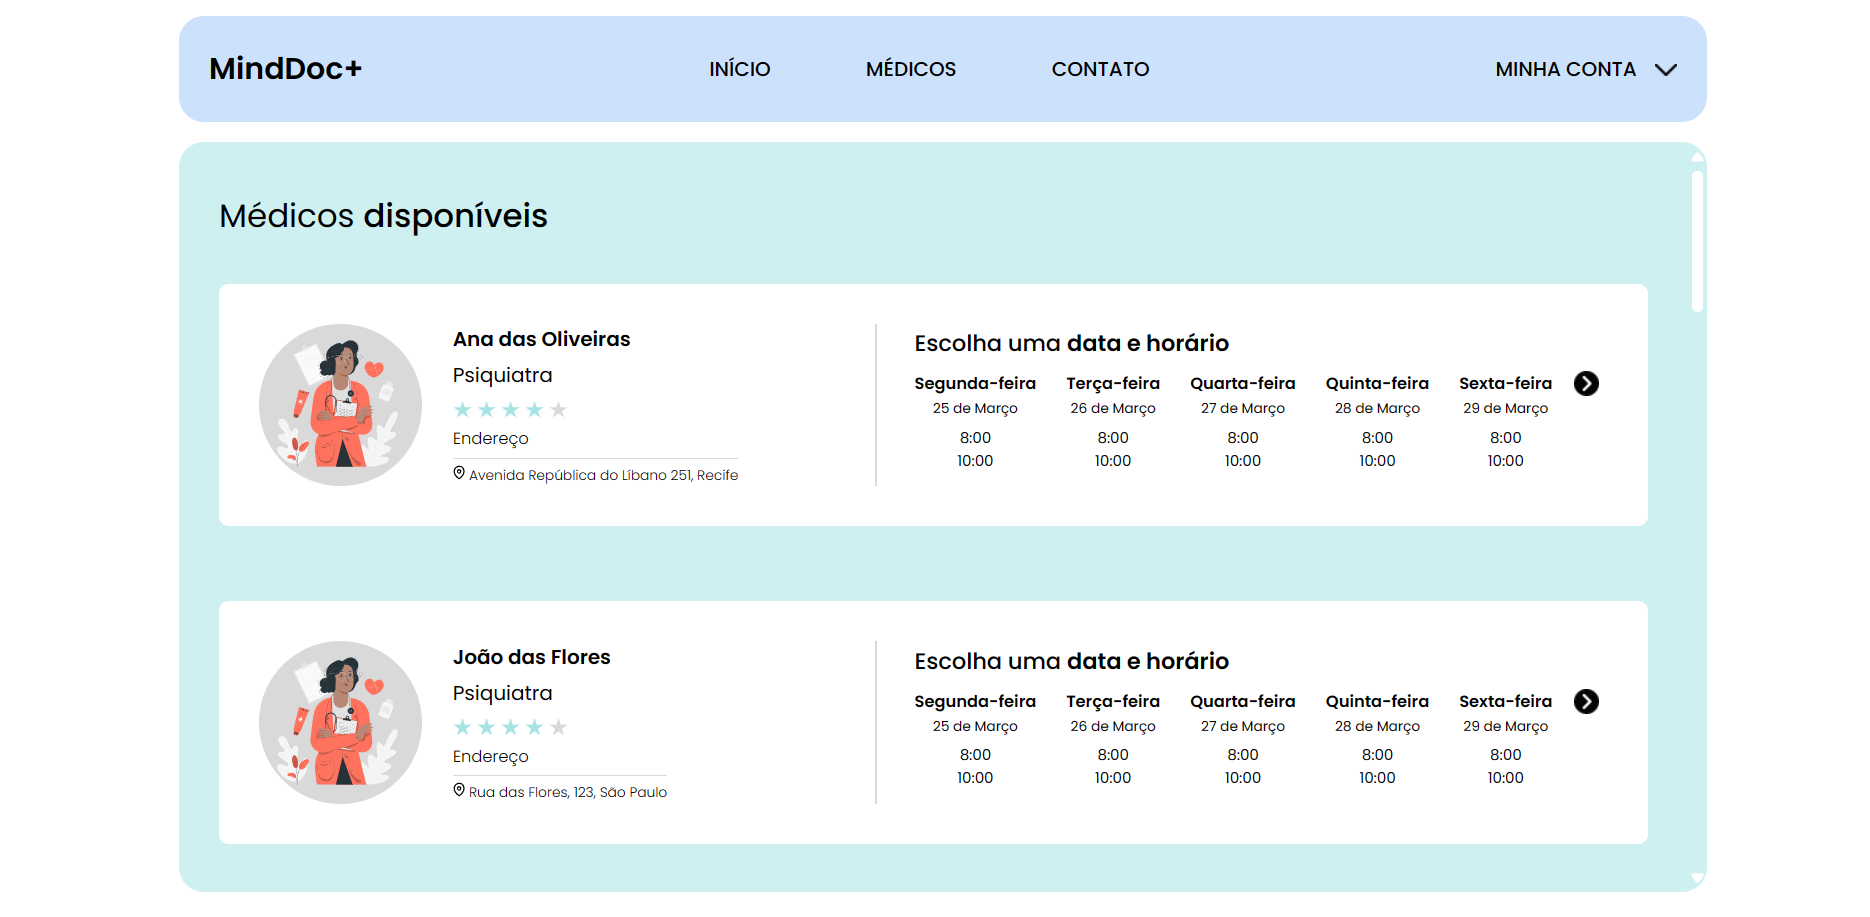 MindDoc+
INÍCIO MÉDICOS CONTATO
MINHA CONTA
Médicos disponíveis
Ana das Oliveiras
Psiquiatra
Endereço
Avenida República do Líbano 251, Recife
Escolha uma data e horário
Segunda-feira Terça-feira Quarta-feira Quinta-feira Sexta-feira
25 de Março 26 de Março 27 de Março 28 de Março 29 de Março
8:00 8:00 8:00 8:00 8:00
10:00 10:00 10:00 10:00 10:00
João das Flores
Psiquiatra
Endereço
Rua das Flores, 123, São Paulo
Escolha uma data e horário
Segunda-feira Terça-feira Quarta-feira Quinta-feira Sexta-feira
25 de Março 26 de Março 27 de Março 28 de Março 29 de Março
8:00 8:00 8:00 8:00 8:00
10:00 10:00 10:00 10:00 10:00